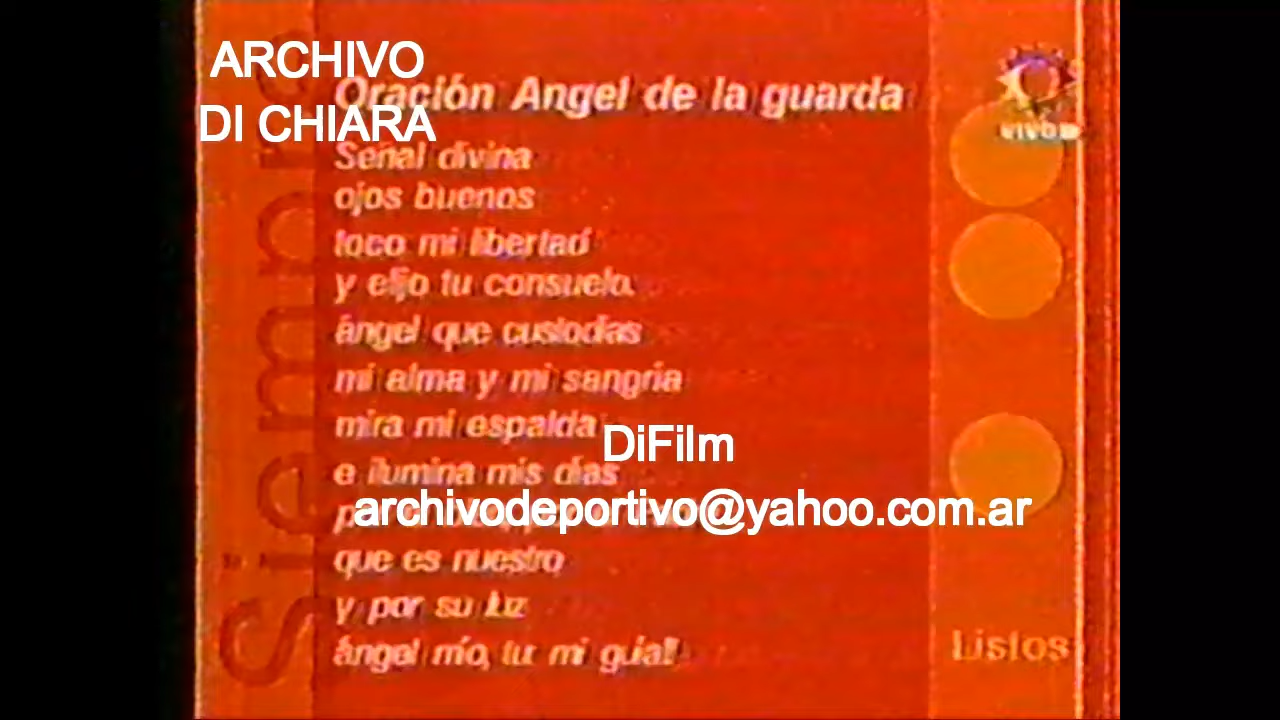 ARCHIVO
DI CHIARA
Oración Angel de la guarda
VIVO
Señal divina
ojos buenos
toco mi libertad
y elijo tu consuelo.
ángel que custodias
mi alma y mi sangría
mira mi espalda
DiFilm
e ilumina mis días
archivodeportivo@yahoo.com.ar
que es nuestro
y por su luz
ángel mío, tu mi guía!!
Siempre
Listos